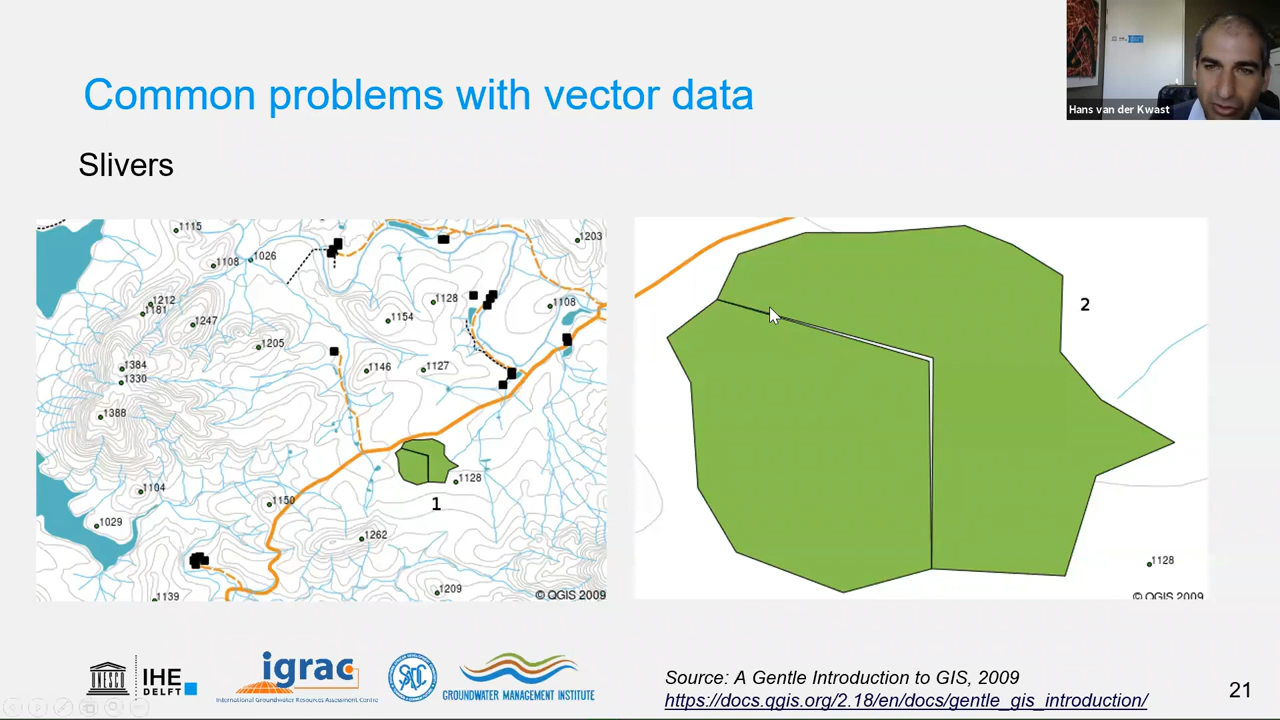 Common problems with vector data
Hans van der Kwast
Slivers
1115
1203
1108
1026
1212
1181
1247
1128
1108
1154
1205
1384
1330
1146
1127
1388
1128
1104
1150
1
1029
1262
1209
1139
© QGIS 2009
2
1128
© QGIS 2009
unesco
IHE
DELFT
igrac
International Groundwater Resources Assessment Centre
GROUNDWATER MANAGEMENT INSTITUTE
Source: A Gentle Introduction to GIS, 2009
https://docs.qgis.org/2.18/en/docs/gentle_gis_introduction/
21